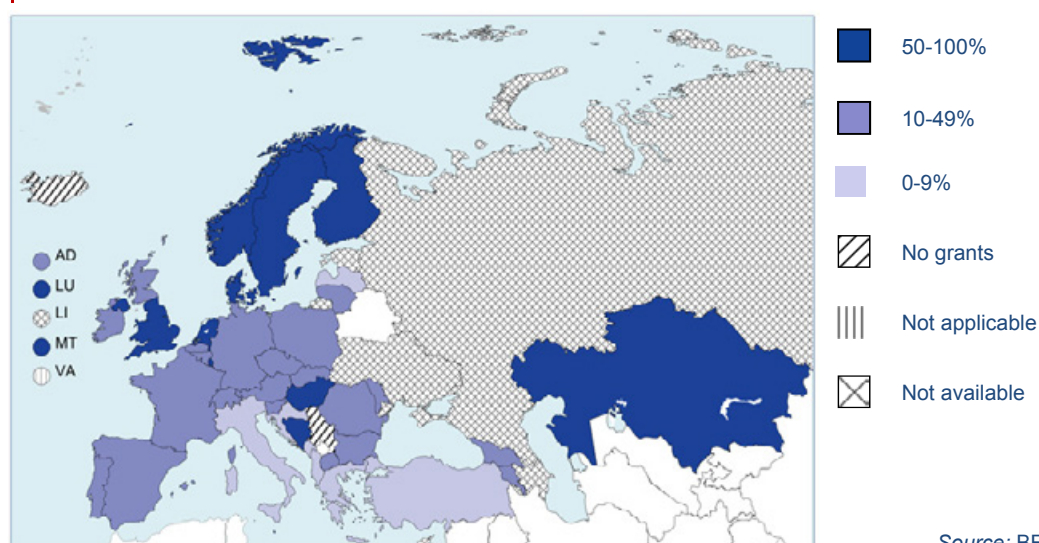 50-100%
10-49%
0-9%
No grants
Not applicable
Not available
AD
LU
LI
MT
VA
Source: